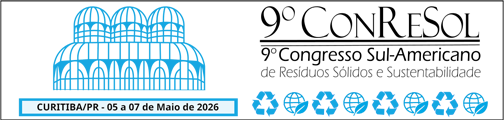 9º CONRESOL
9º Congresso Sul-Americano
de Resíduos Sólidos e Sustentabilidade
CURITIBA/PR - 05 a 07 de Maio de 2026